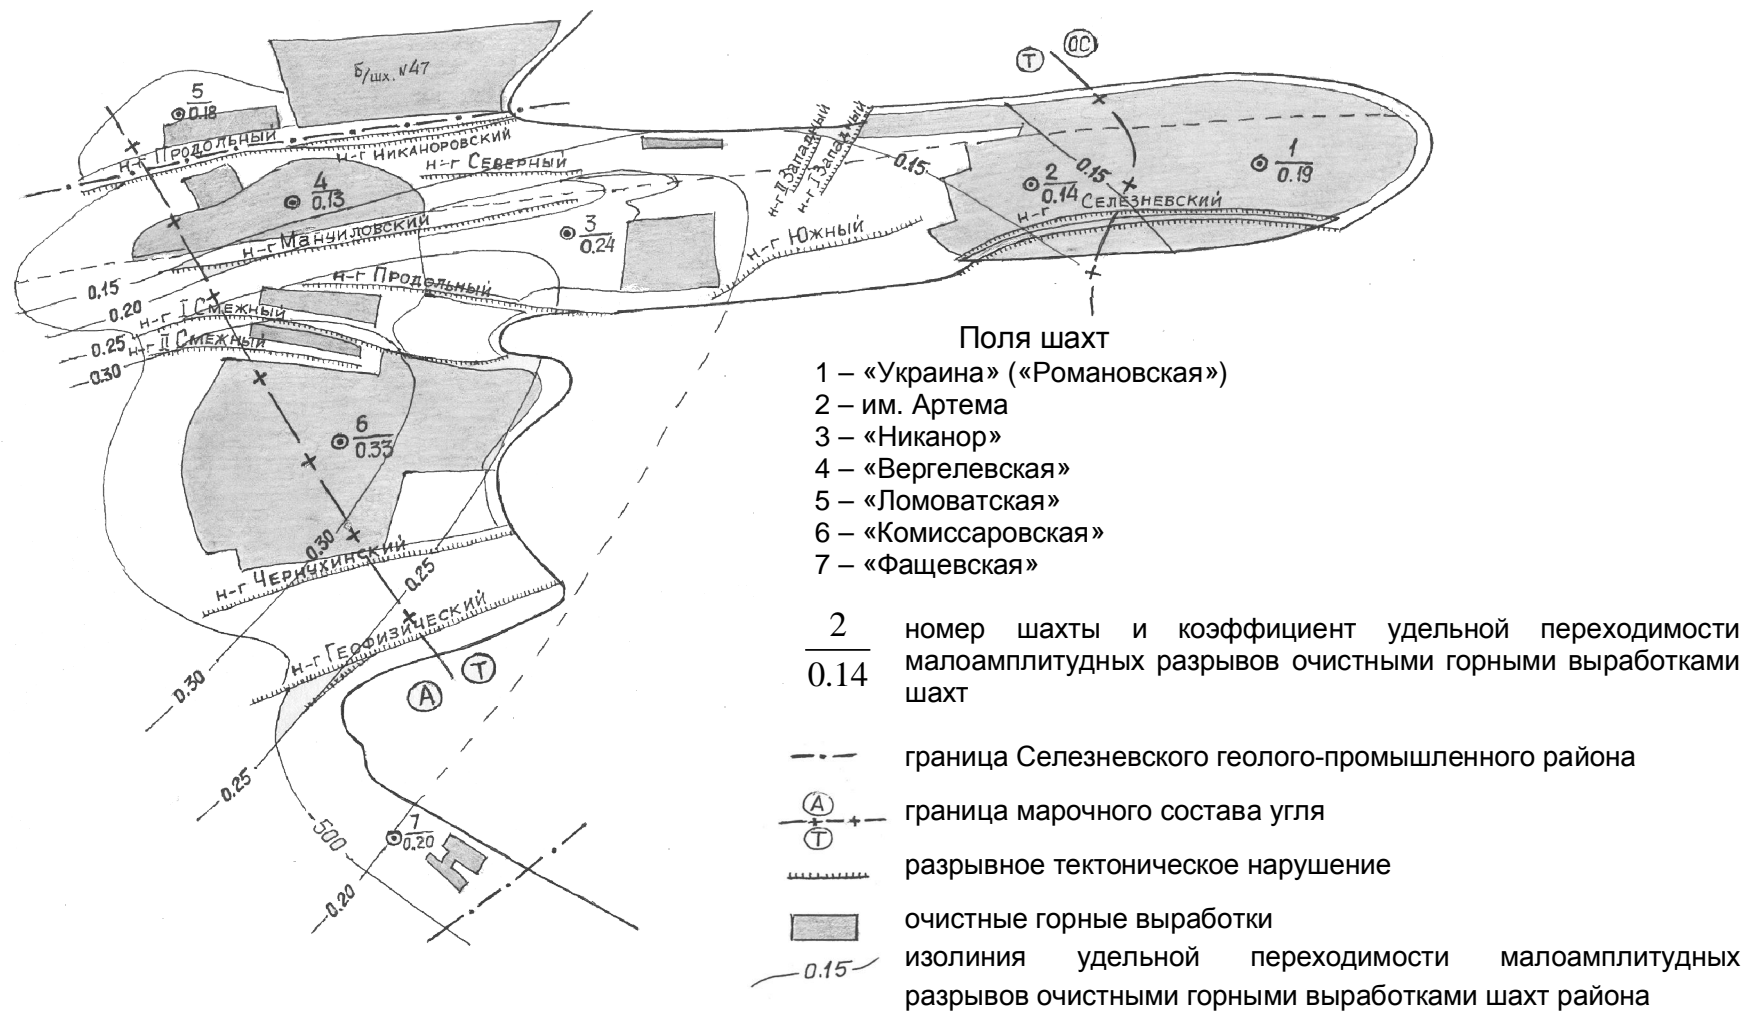 б/шх. №47
Т
ОС
5
0.18
н-г Продольный
н-г Никаноровский
н-г Северный
н-г II Западный
н-г I Западный
0.15
0.15
1
0.19
2
0.14
н-г Селезневский
4
0.13
н-г Мануиловский
3
0.24
н-г Южный
н-г Продольный
0.15
0.20
0.25
0.30
н-г I Смежный
н-г II Смежный
6
0.33
0.30
н-г Чернухинский
0.25
н-г Геофизический
А
Т
0.30
0.25
500
7
0.20
0.20
Поля шахт
1 – «Украина» («Романовская»)
2 – им. Артема
3 – «Никанор»
4 – «Вергелевская»
5 – «Ломоватская»
6 – «Комиссаровская»
7 – «Фащевская»
2
0.14
номер шахты и коэффициент удельной переходимости
малоамплитудных разрывов очистными горными выработками
шахт
граница Селезневского геолого-промышленного района
А
Т
граница марочного состава угля
разрывное тектоническое нарушение
очистные горные выработки
0.15
изолиния удельной переходимости малоамплитудных
разрывов очистными горными выработками шахт района